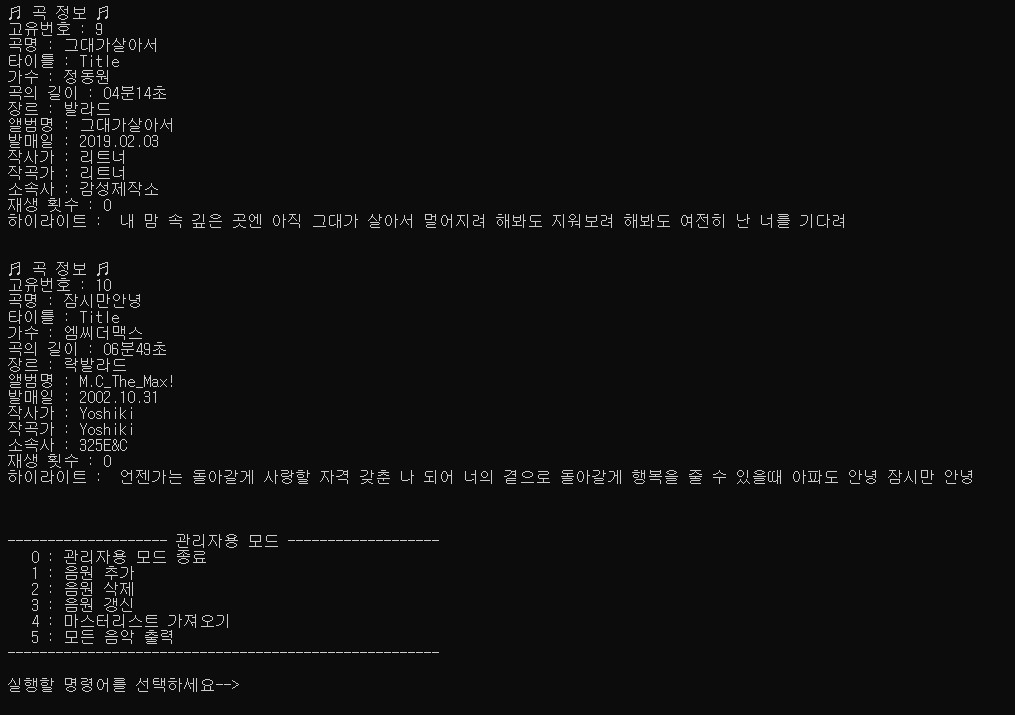 ♬ 곡 정보 ♬
고유번호 : 9
곡명 : 그대가살아서
타이틀 : Title
가수 : 정동원
곡의 길이 : 04분14초
장르 : 발라드
앨범명 : 그대가살아서
발매일 : 2019.02.03
작사가 : 리트너
작곡가 : 리트너
소속사 : 감성제작소
재생 횟수 : 0
하이라이트 :  내 맘 속 깊은 곳엔 아직 그대가 살아서 멀어지려 해봐도 지워보려 해봐도 여전히 난 너를 기다려
♬ 곡 정보 ♬
고유번호 : 10
곡명 : 잠시만안녕
타이틀 : Title
가수 : 엠씨더맥스
곡의 길이 : 06분49초
장르 : 락발라드
앨범명 : M.C_The_Max!
발매일 : 2002.10.31
작사가 : Yoshiki
작곡가 : Yoshiki
소속사 : 325E&C
재생 횟수 : 0
하이라이트 :  언젠가는 돌아갈게 사랑할 자격 갖춘 나 되어 너의 곁으로 돌아갈게 행복을 줄 수 있을때 아파도 안녕 잠시만 안녕
-------------------- 관리자용 모드 -------------------
0 : 관리자용 모드 종료
1 : 음원 추가
2 : 음원 삭제
3 : 음원 갱신
4 : 마스터리스트 가져오기
5 : 모든 음악 출력
------------------------------------------------------
실행할 명령어를 선택하세요-->